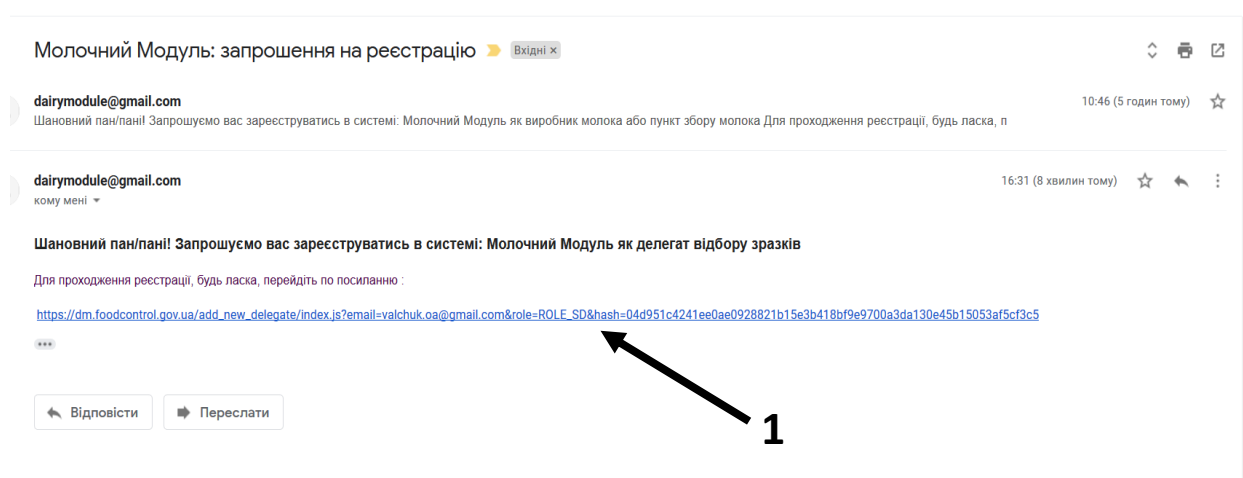 Молочний Модуль: запрошення на реєстрацію Вхідні ×
dairymodule@gmail.com 10:46 (5 годин тому)
Шановний пан/пані! Запрошуємо вас зареєструватись в системі: Молочний Модуль як виробник молока або пункт збору молока Для проходження реєстрації, будь ласка, п
dairymodule@gmail.com 16:31 (8 хвилин тому)
кому мені
Шановний пан/пані! Запрошуємо вас зареєструватись в системі: Молочний Модуль як делегат відбору зразків
Для проходження реєстрації, будь ласка, перейдіть по посиланню :
https://dm.foodcontrol.gov.ua/add_new_delegate/index.js?email=valchuk.oa@gmail.com&role=ROLE_SD&hash=04d951c4241ee0ae0928821b15e3b418bf9e9700a3da130e45b15053af5cf3c5
Відповісти Переслати
1